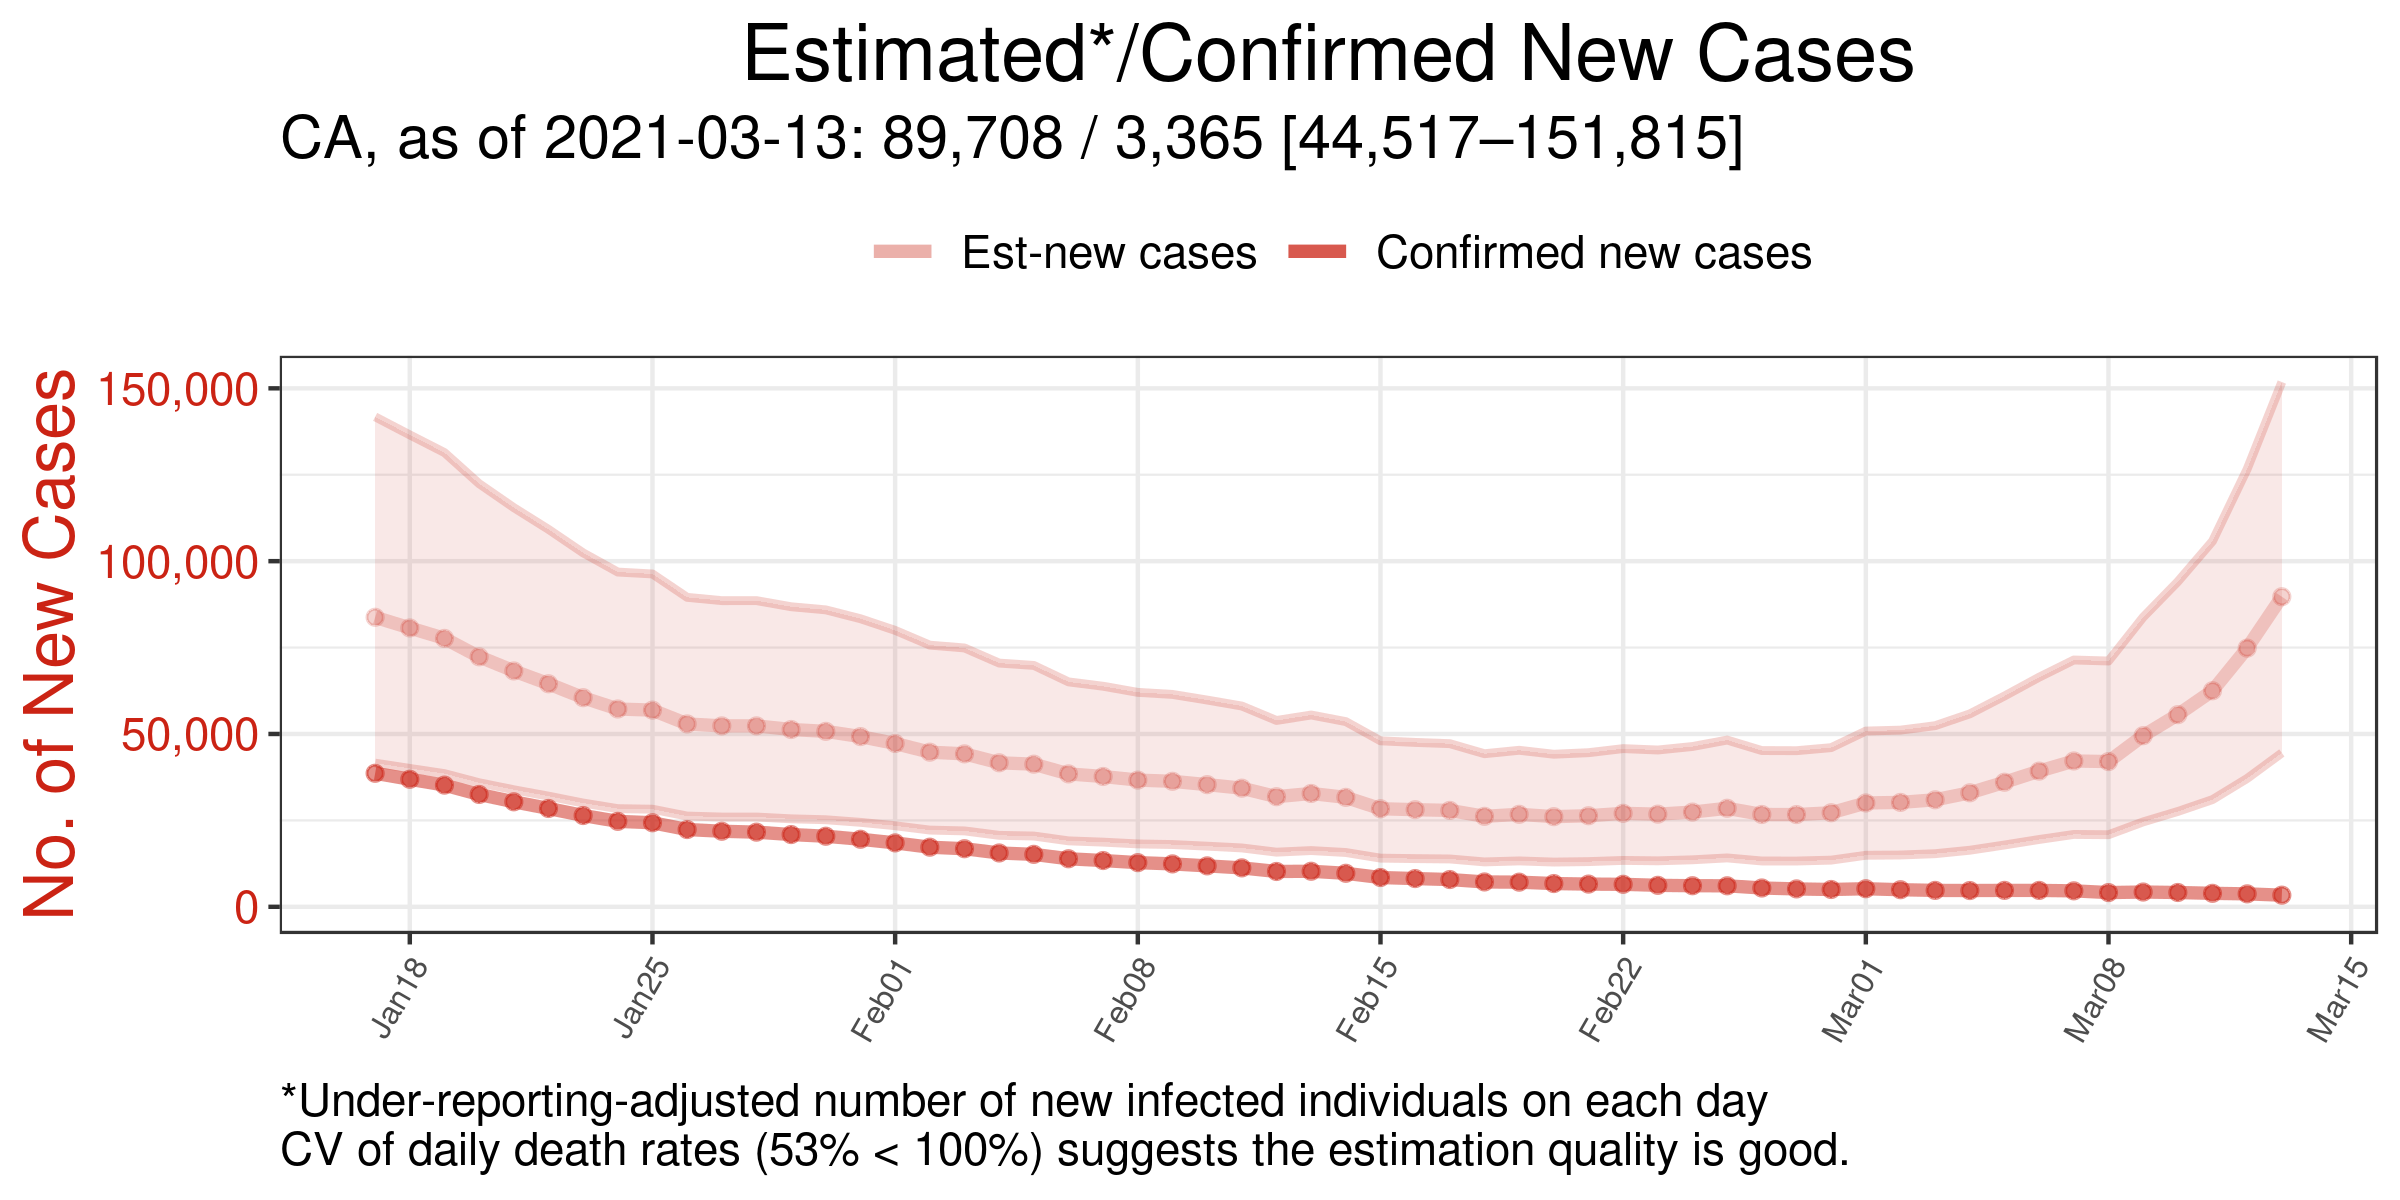 Estimated*/Confirmed New Cases
CA, as of 2021-03-13: 89,708 / 3,365 [44,517–151,815]
Est-new cases
Confirmed new cases
No. of New Cases
150,000
100,000
50,000
0
Jan18
Jan25
Feb01
Feb08
Feb15
Feb22
Mar01
Mar08
Mar15
*Under-reporting-adjusted number of new infected individuals on each day
CV of daily death rates (53% < 100%) suggests the estimation quality is good.